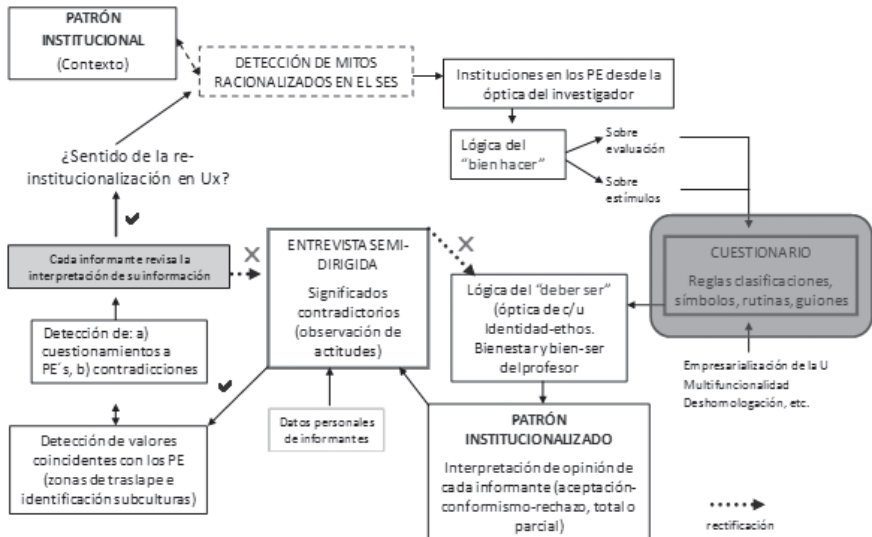 PATRÓN
INSTITUCIONAL
(Contexto)
DETECCIÓN DE MITOS
RACIONALIZADOS EN EL SES
Instituciones en los PE desde la
óptica del investigador
Lógica del
“bien hacer”
Sobre
evaluación
Sobre
estímulos
¿Sentido de la re-
institucionalización en Ux?
Cada informante revisa la
interpretación de su información
ENTREVISTA SEMI-
DIRIGIDA
Significados
contradictorios
(observación de
actitudes)
Lógica del “deber ser”
(óptica de c/u
Identidad-ethos.
Bienestar y bien-ser
del profesor
CUESTIONARIO
Reglas clasificaciones,
símbolos, rutinas, guiones
Detección de: a)
cuestionamientos a
PE´s, b) contradicciones
Empresarialización de la U
Multifuncionalidad
Deshomologación, etc.
Datos personales
de informantes
Detección de valores
coincidentes con los PE
(zonas de traslape e
identificación subculturas)
PATRÓN
INSTITUCIONALIZADO
Interpretación de opinión de
cada informante (aceptación-
conformismo-rechazo, total o
parcial)
rectificación